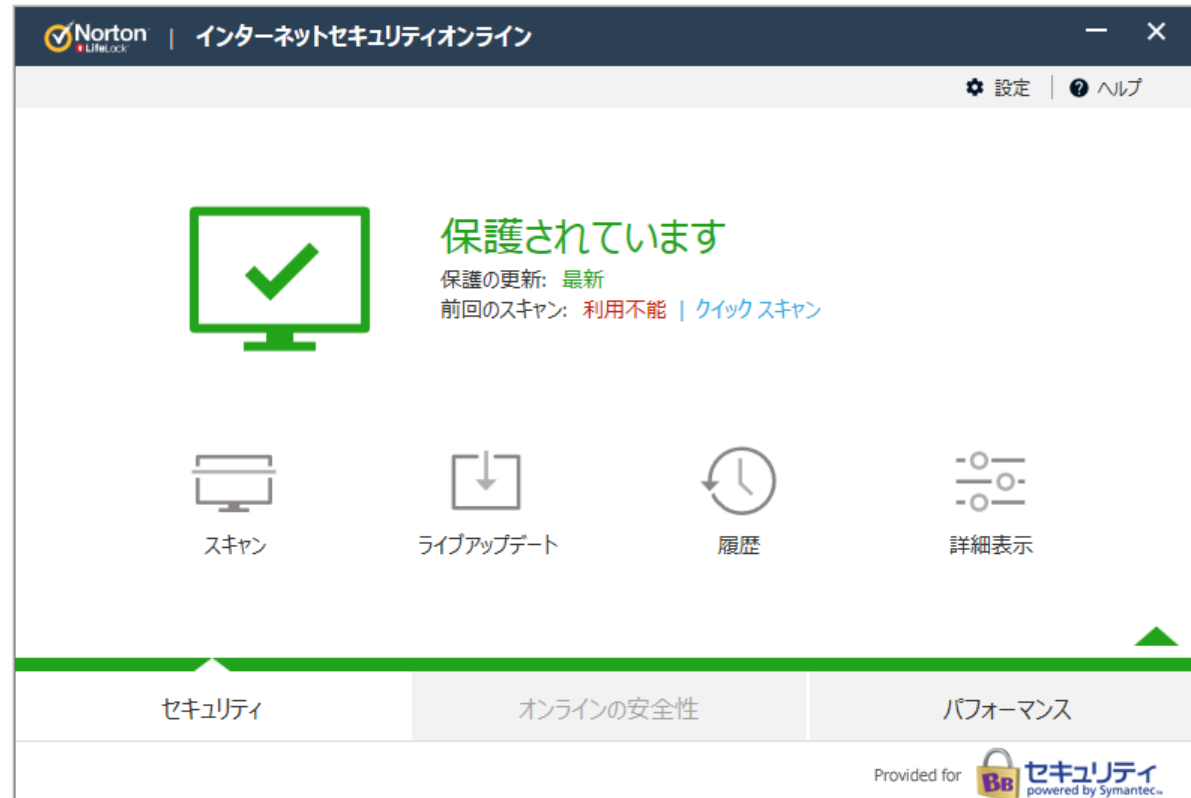 Norton LifeLock | インターネットセキュリティオンライン
設定 | ? ヘルプ
保護されています
保護の更新: 最新
前回のスキャン: 利用不能 | クイック スキャン
スキャン ライブアップデート 履歴 詳細表示
セキュリティ オンラインの安全性 パフォーマンス
Provided for BB セキュリティ
powered by Symantec™